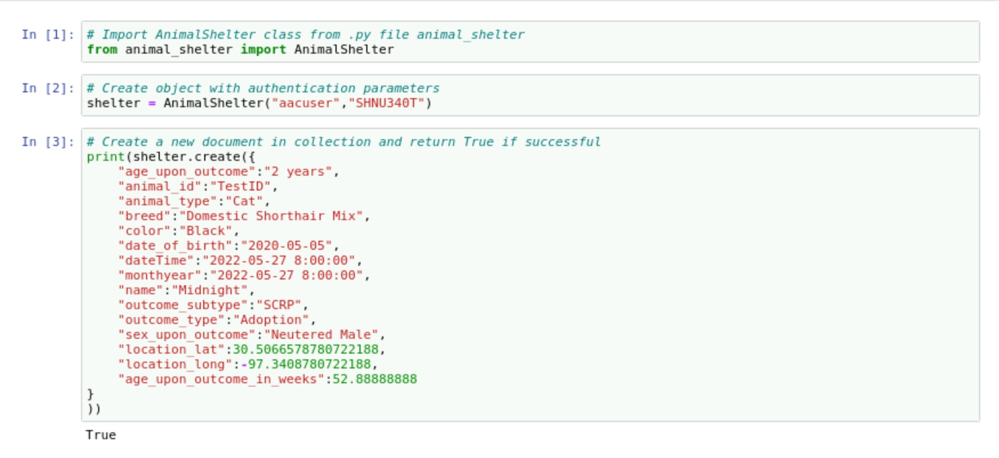 In [1]: # Import AnimalShelter class from .py file animal_shelter
from animal_shelter import AnimalShelter
In [2]: # Create object with authentication parameters
shelter = AnimalShelter("aacuser","SHNU340T")
In [3]: # Create a new document in collection and return True if successful
print(shelter.create({
    "age_upon_outcome":"2 years",
    "animal_id":"TestID",
    "animal_type":"Cat",
    "breed":"Domestic Shorthair Mix",
    "color":"Black",
    "date_of_birth":"2020-05-05",
    "dateTime":"2022-05-27 8:00:00",
    "monthyear":"2022-05-27 8:00:00",
    "name":"Midnight",
    "outcome_subtype":"SCRP",
    "outcome_type":"Adoption",
    "sex_upon_outcome":"Neutered Male",
    "location_lat":30.5066578780722188,
    "location_long":-97.3408780722188,
    "age_upon_outcome_in_weeks":52.88888888
}
))
True